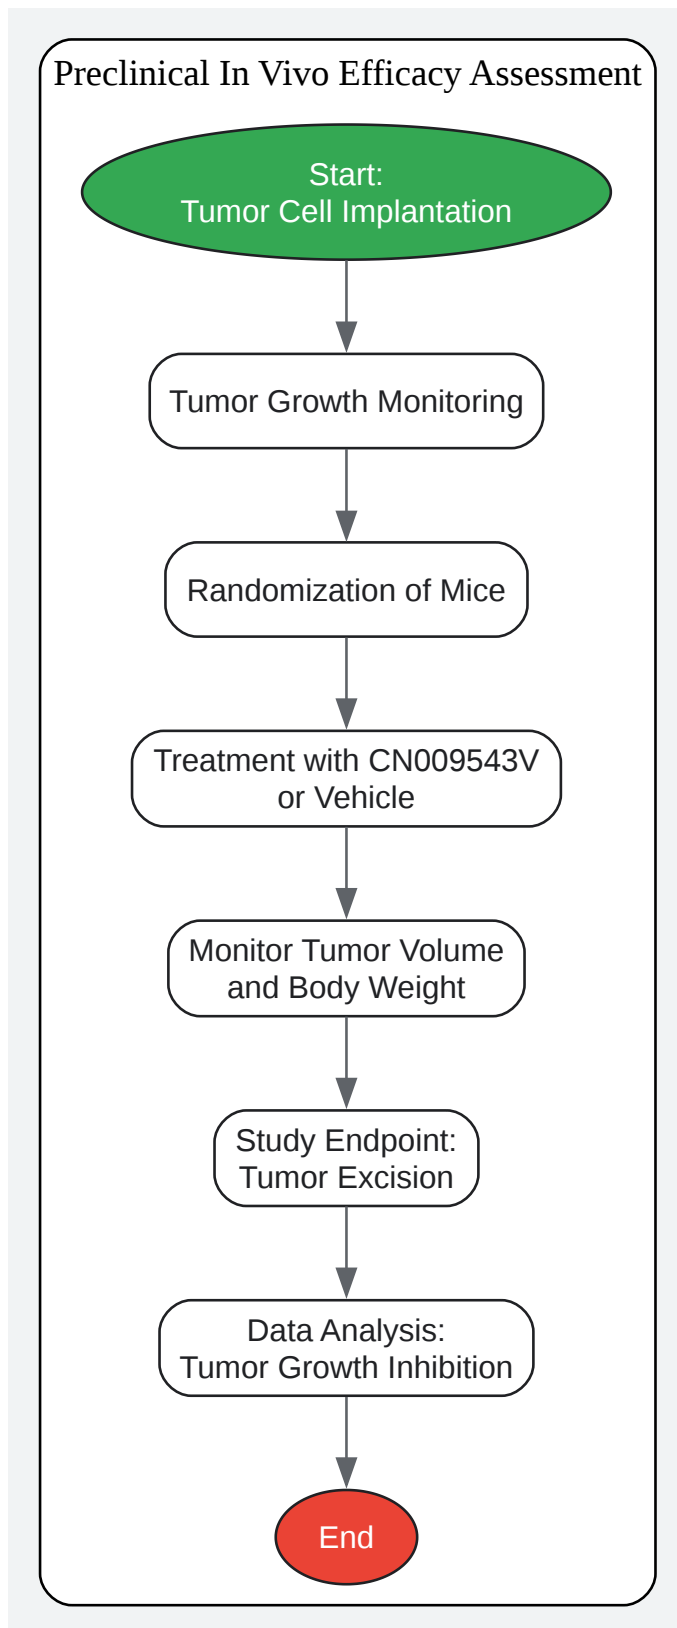 Preclinical In Vivo Efficacy Assessment
Start:
Tumor Cell Implantation
Tumor Growth Monitoring
Randomization of Mice
Treatment with CN009543V
or Vehicle
Monitor Tumor Volume
and Body Weight
Study Endpoint:
Tumor Excision
Data Analysis:
Tumor Growth Inhibition
End